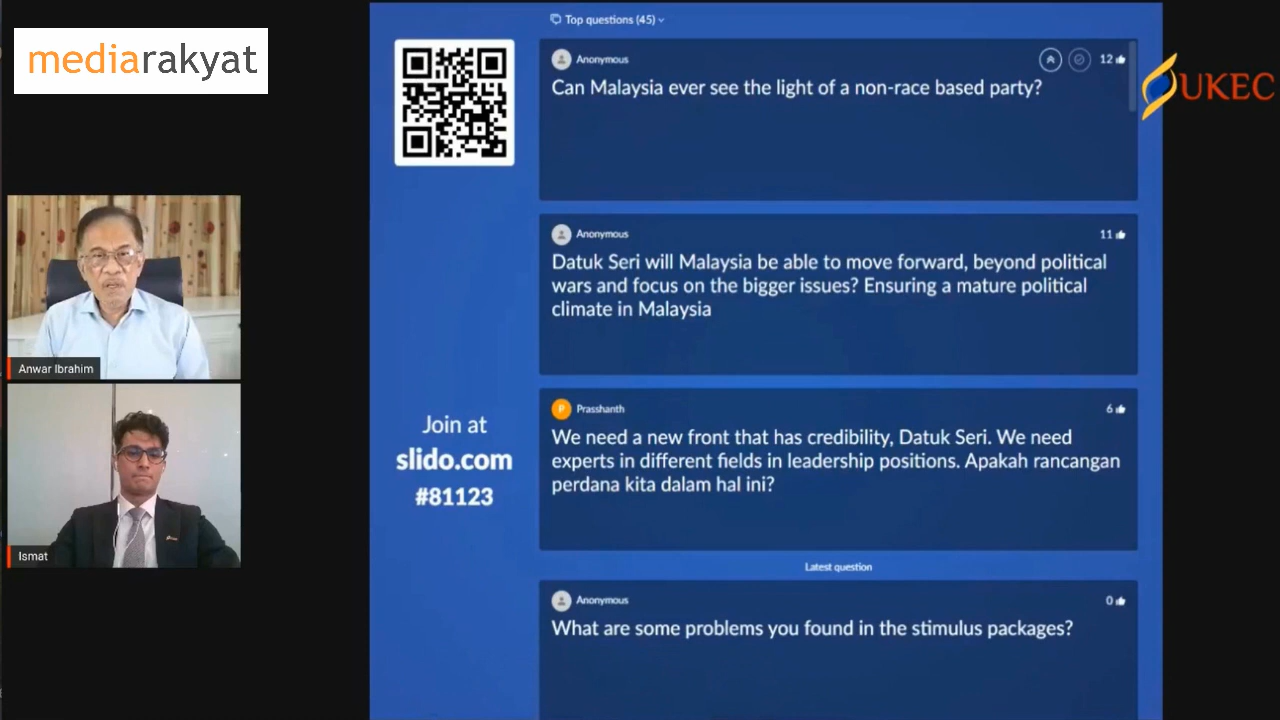 mediarakyat
UKEC
Top questions (45)
Anonymous
12
Can Malaysia ever see the light of a non-race based party?
Anonymous
11
Datuk Seri will Malaysia be able to move forward, beyond political
wars and focus on the bigger issues? Ensuring a mature political
climate in Malaysia
P
Prasshanth
6
We need a new front that has credibility, Datuk Seri. We need
experts in different fields in leadership positions. Apakah rancangan
perdana kita dalam hal ini?
Latest question
Anonymous
0
What are some problems you found in the stimulus packages?
Join at
slido.com
#81123
Anwar Ibrahim
Ismat